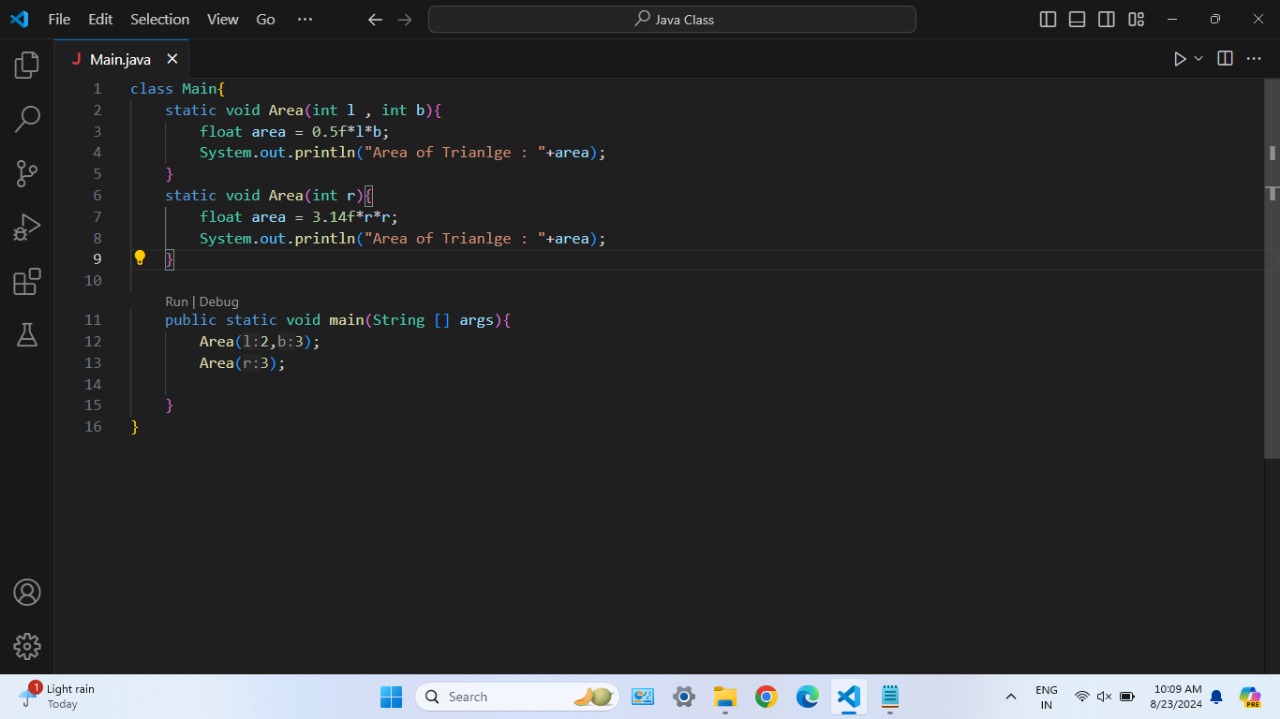 File Edit Selection View Go ··· Java Class
J Main.java
1 class Main{
2 static void Area(int l , int b){
3 float area = 0.5f*l*b;
4 System.out.println("Area of Trianlge : "+area);
5 }
6 static void Area(int r){
7 float area = 3.14f*r*r;
8 System.out.println("Area of Trianlge : "+area);
9 }
10
Run | Debug
11 public static void main(String [] args){
12 Area(l:2,b:3);
13 Area(r:3);
14
15 }
16 }
1 Light rain
Today
Search
ENG
IN
10:09 AM
8/23/2024
PRE